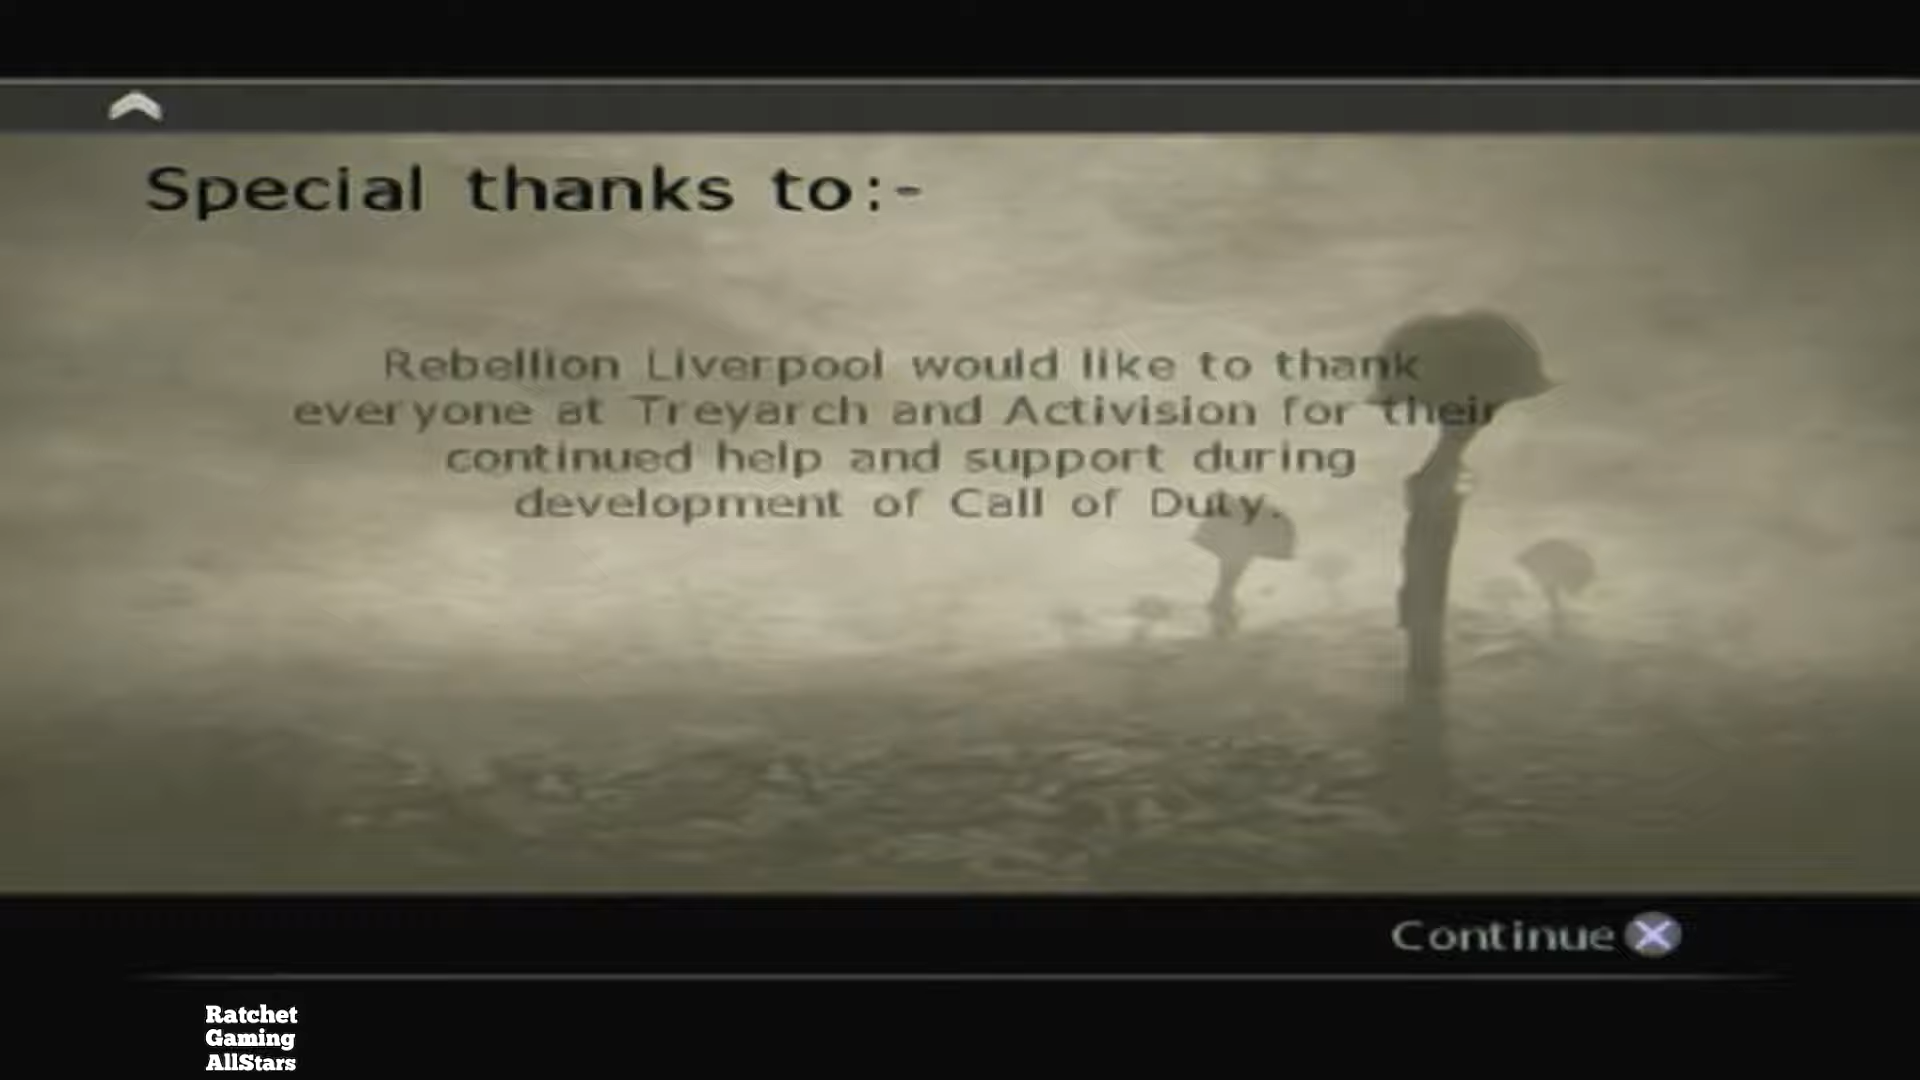 Special thanks to:-
Rebellion Liverpool would like to thank
everyone at Treyarch and Activision for their
continued help and support during
development of Call of Duty.
Continue
Ratchet
Gaming
AllStars